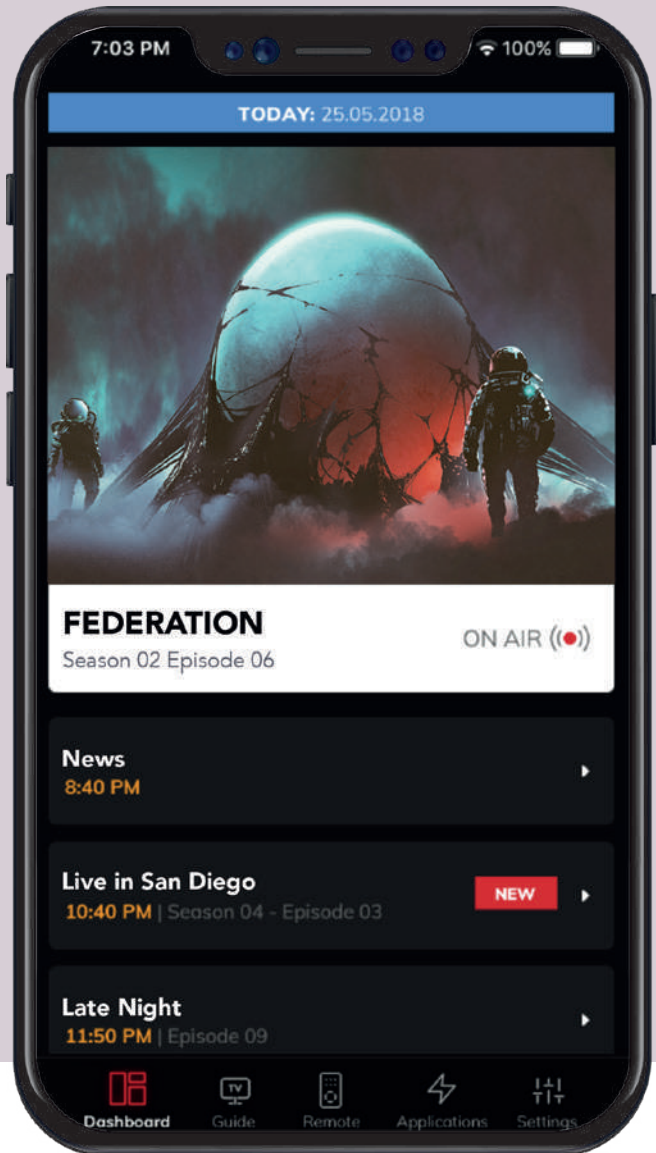 7:03 PM 100%
TODAY: 25.05.2018
FEDERATION
Season 02 Episode 06
ON AIR
News
8:40 PM
Live in San Diego
10:40 PM | Season 04 - Episode 03
NEW
Late Night
11:50 PM | Episode 09
TV
Dashboard Guide Remote Applications Settings